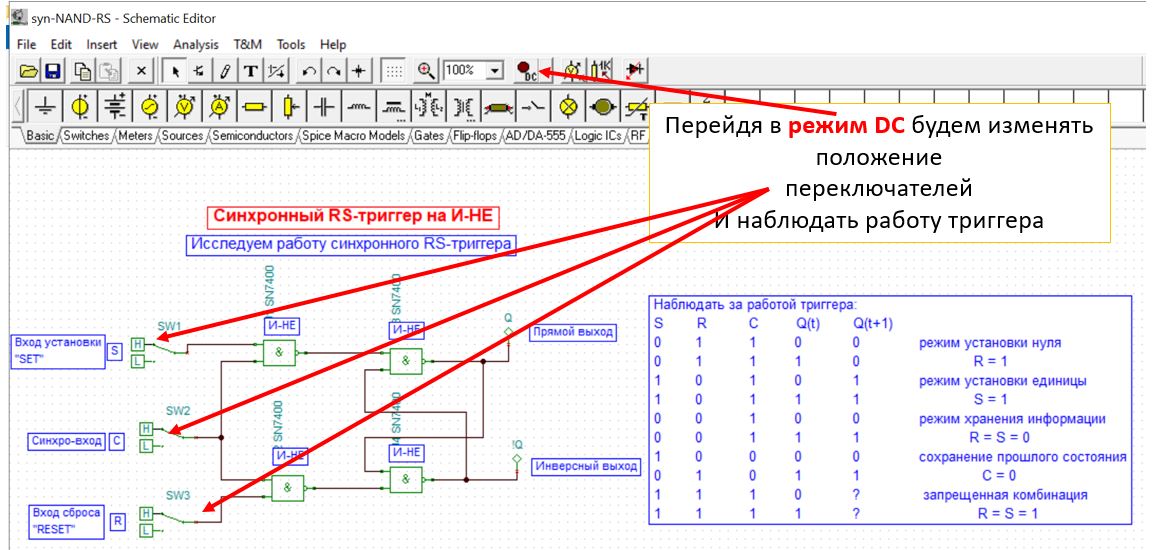 syn-NAND-RS - Schematic Editor
File Edit Insert View Analysis T&M Tools Help
T 100% DC 1K
Basic Switches Meters Sources Semiconductors Spice Macro Models Gates Flip-flops AD/DA-555 Logic ICs RF
Перейдя в режим DC будем изменять
положение
переключателей
И наблюдать работу триггера
Синхронный RS-триггер на И-НЕ
Исследуем работу синхронного RS-триггера
SN7400
SN7400
SW1
И-НЕ
И-НЕ
Q
Прямой выход
Вход установки
"SET"
S
H
L
&
&
SW2
SN7400
SN7400
Синхро-вход
C
H
L
И-НЕ
И-НЕ
!Q
Инверсный выход
SW3
&
&
Вход сброса
"RESET"
R
H
L
Наблюдать за работой триггера:
S R C Q(t) Q(t+1)
0 1 1 0 0 режим установки нуля
0 1 1 1 0 R = 1
1 0 1 0 1 режим установки единицы
1 0 1 1 1 S = 1
0 0 1 0 0 режим хранения информации
0 0 1 1 1 R = S = 0
1 0 0 0 0 сохранение прошлого состояния
0 1 0 1 1 C = 0
1 1 1 0 ? запрещенная комбинация
1 1 1 1 ? R = S = 1